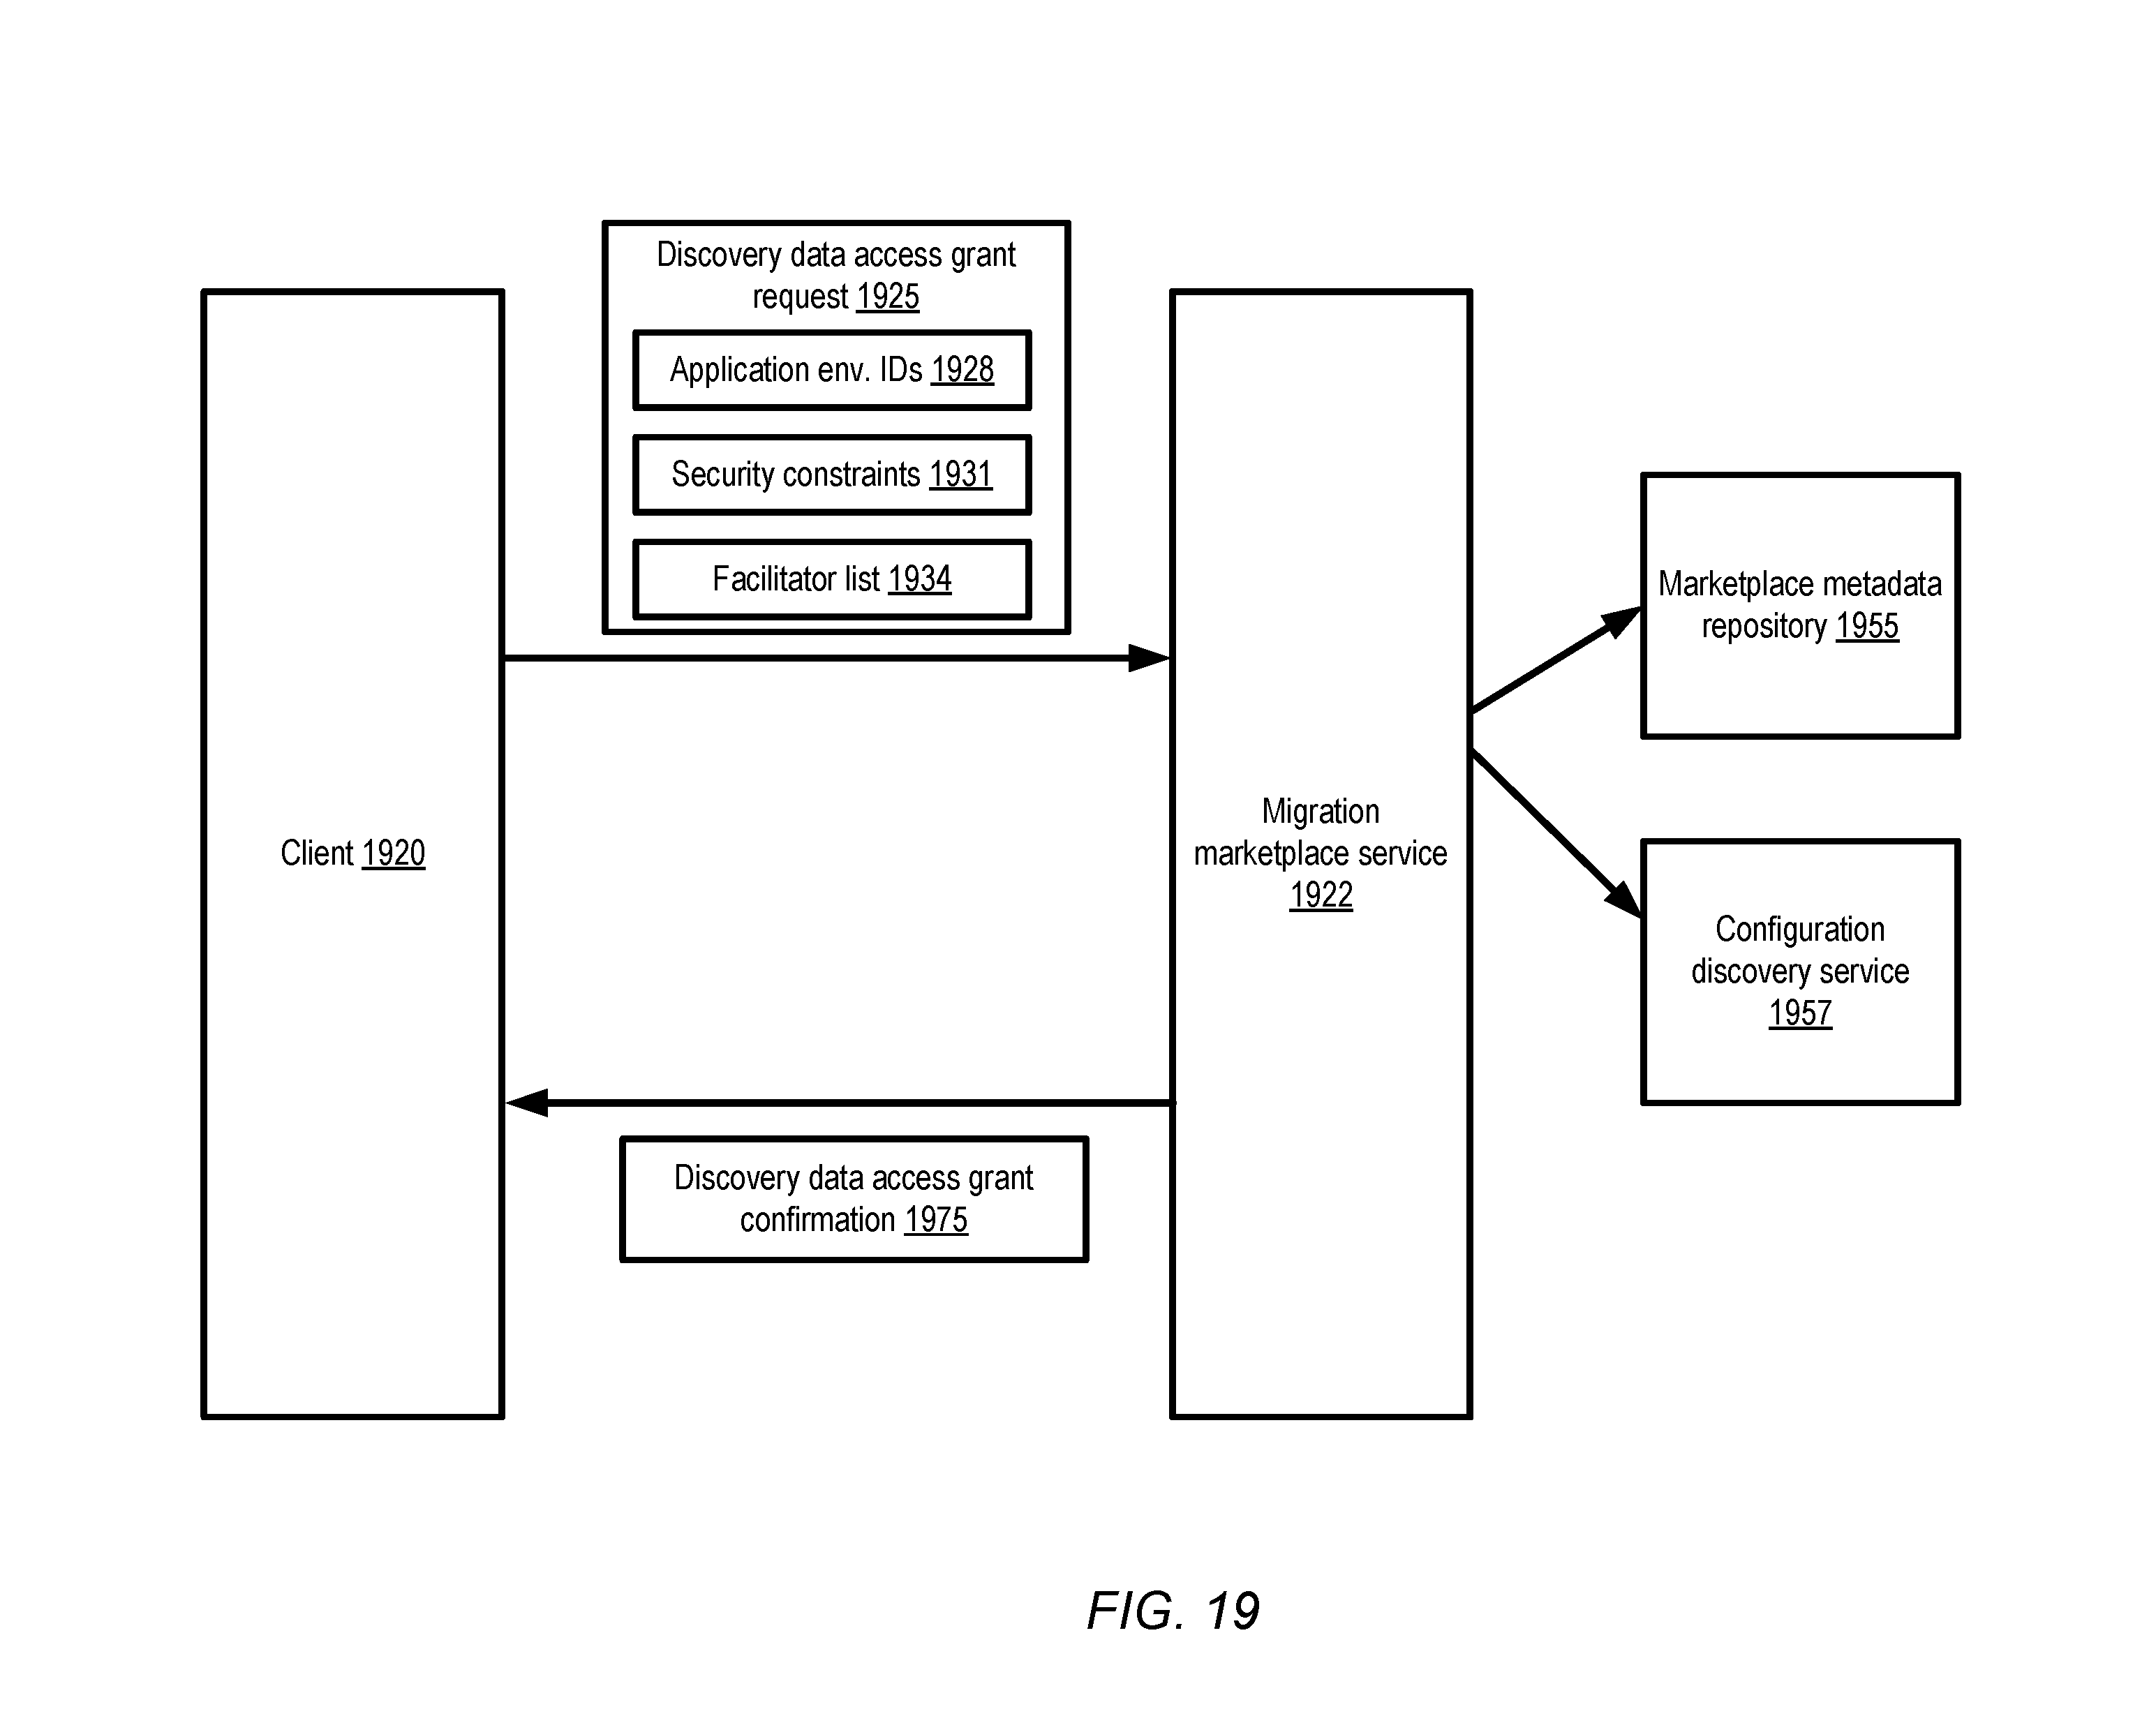 Discovery data access grant
request 1925
Application env. IDs 1928
Security constraints 1931
Facilitator list 1934
Client 1920
Migration
marketplace service
1922
Marketplace metadata
repository 1955
Configuration
discovery service
1957
Discovery data access grant
confirmation 1975
FIG. 19